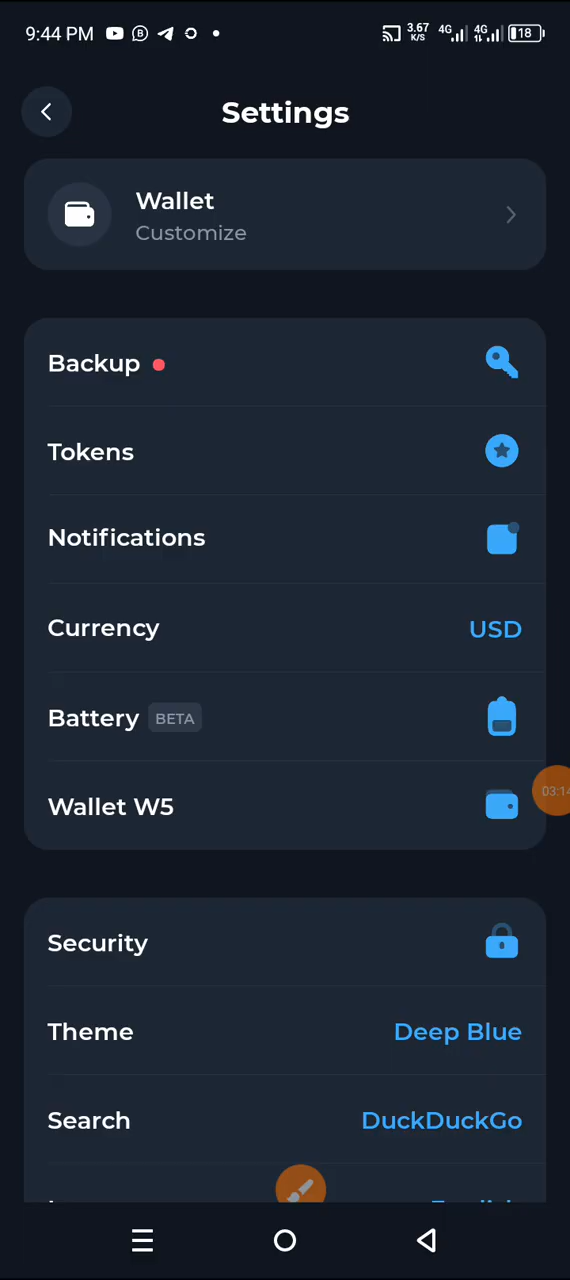 9:44 PM
3.67
K/S
4G
4G
18
Settings
Wallet
Customize
Backup
Tokens
Notifications
Currency
USD
Battery
BETA
Wallet W5
Security
Theme
Deep Blue
Search
DuckDuckGo